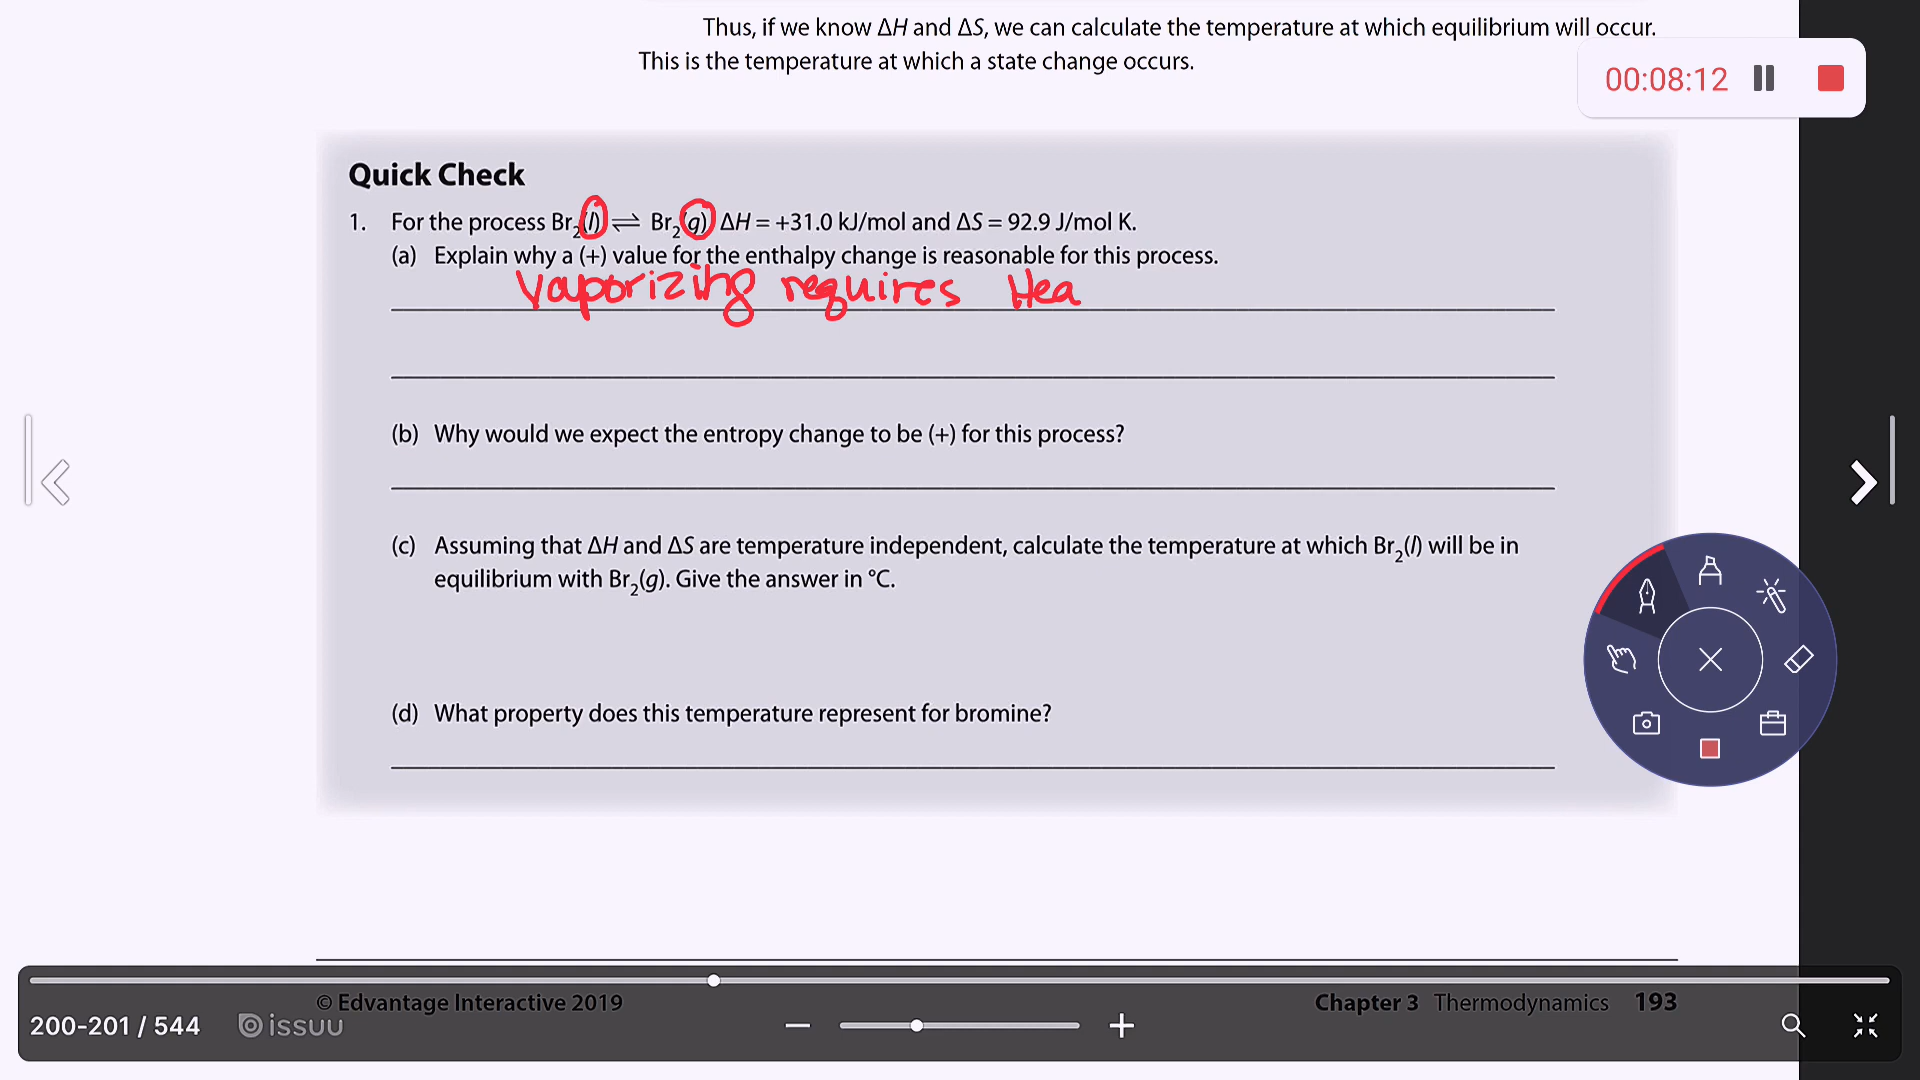 Thus, if we know ΔH and ΔS, we can calculate the temperature at which equilibrium will occur.
This is the temperature at which a state change occurs.
00:08:12
Quick Check
1. For the process Br₂(l) ⇌ Br₂(g) ΔH = +31.0 kJ/mol and ΔS = 92.9 J/mol K.
(a) Explain why a (+) value for the enthalpy change is reasonable for this process.
Vaporizing requires Hea
(b) Why would we expect the entropy change to be (+) for this process?
(c) Assuming that ΔH and ΔS are temperature independent, calculate the temperature at which Br₂(l) will be in
equilibrium with Br₂(g). Give the answer in °C.
(d) What property does this temperature represent for bromine?
© Edvantage Interactive 2019
Chapter 3 Thermodynamics 193
200-201 / 544
issuu